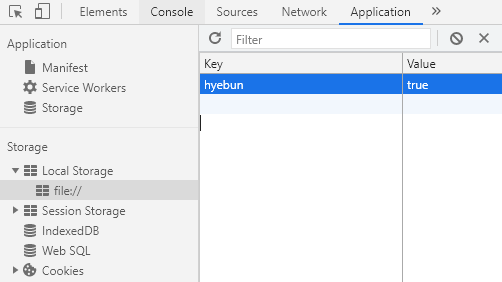 Elements Console Sources Network Application
Application
Manifest
Service Workers
Storage
Storage
Local Storage
file://
Session Storage
IndexedDB
Web SQL
Cookies
Filter
Key Value
hyebun true